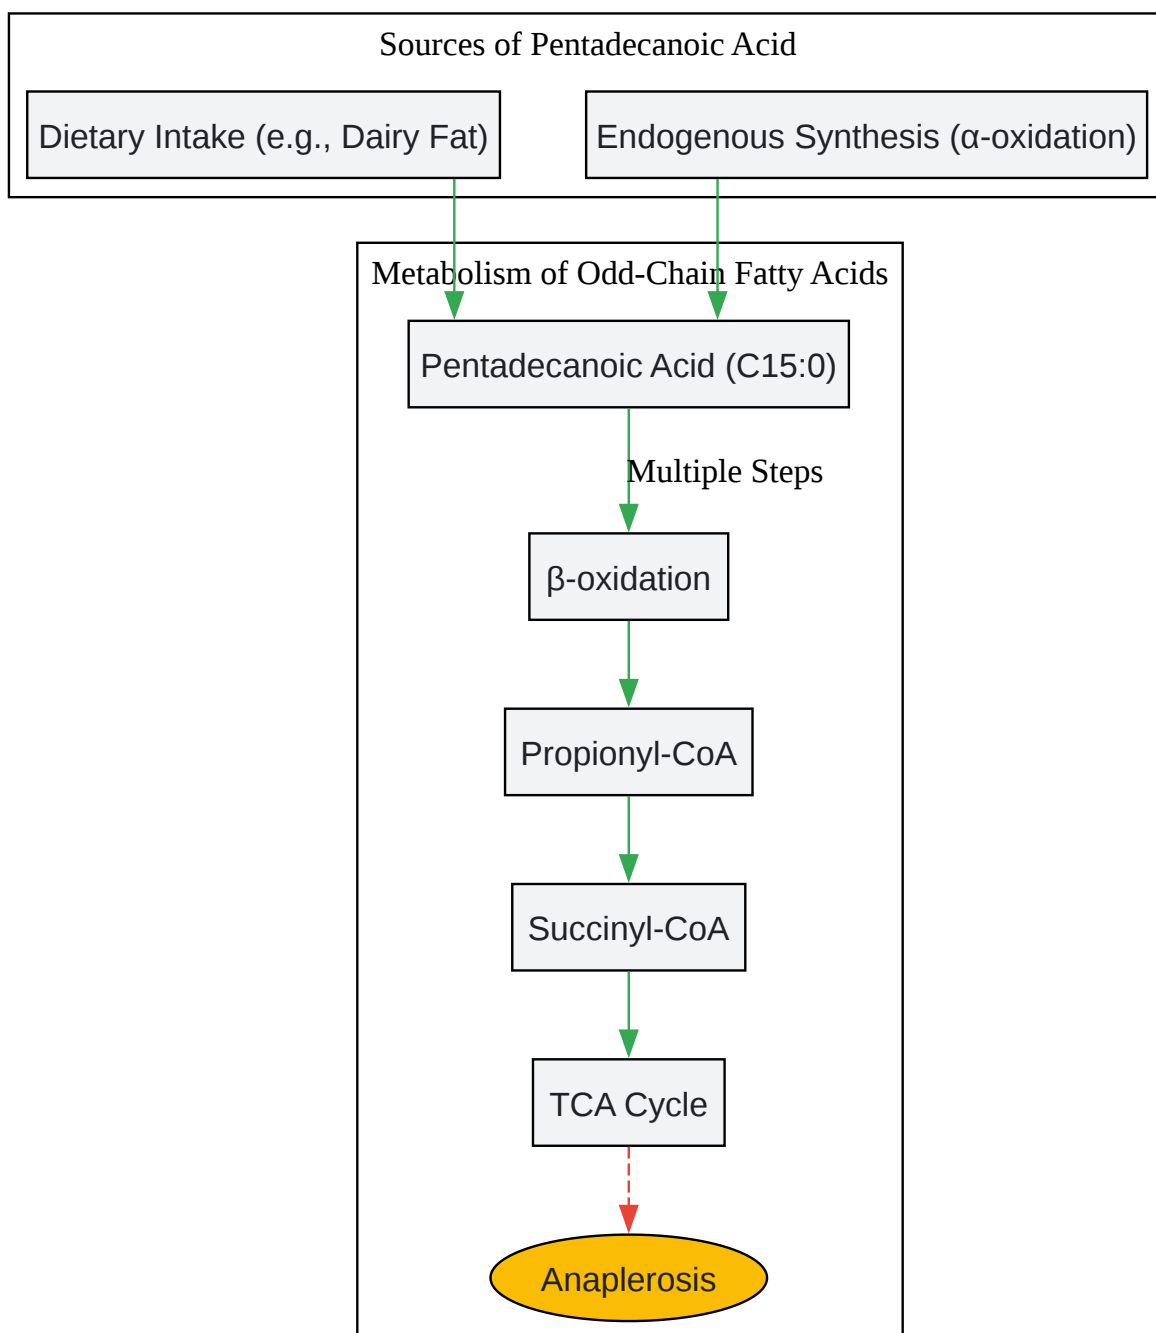 Sources of Pentadecanoic Acid
Dietary Intake (e.g., Dairy Fat)
Endogenous Synthesis (α-oxidation)
Metabolism of Odd-Chain Fatty Acids
Pentadecanoic Acid (C15:0)
Multiple Steps
β-oxidation
Propionyl-CoA
Succinyl-CoA
TCA Cycle
Anaplerosis